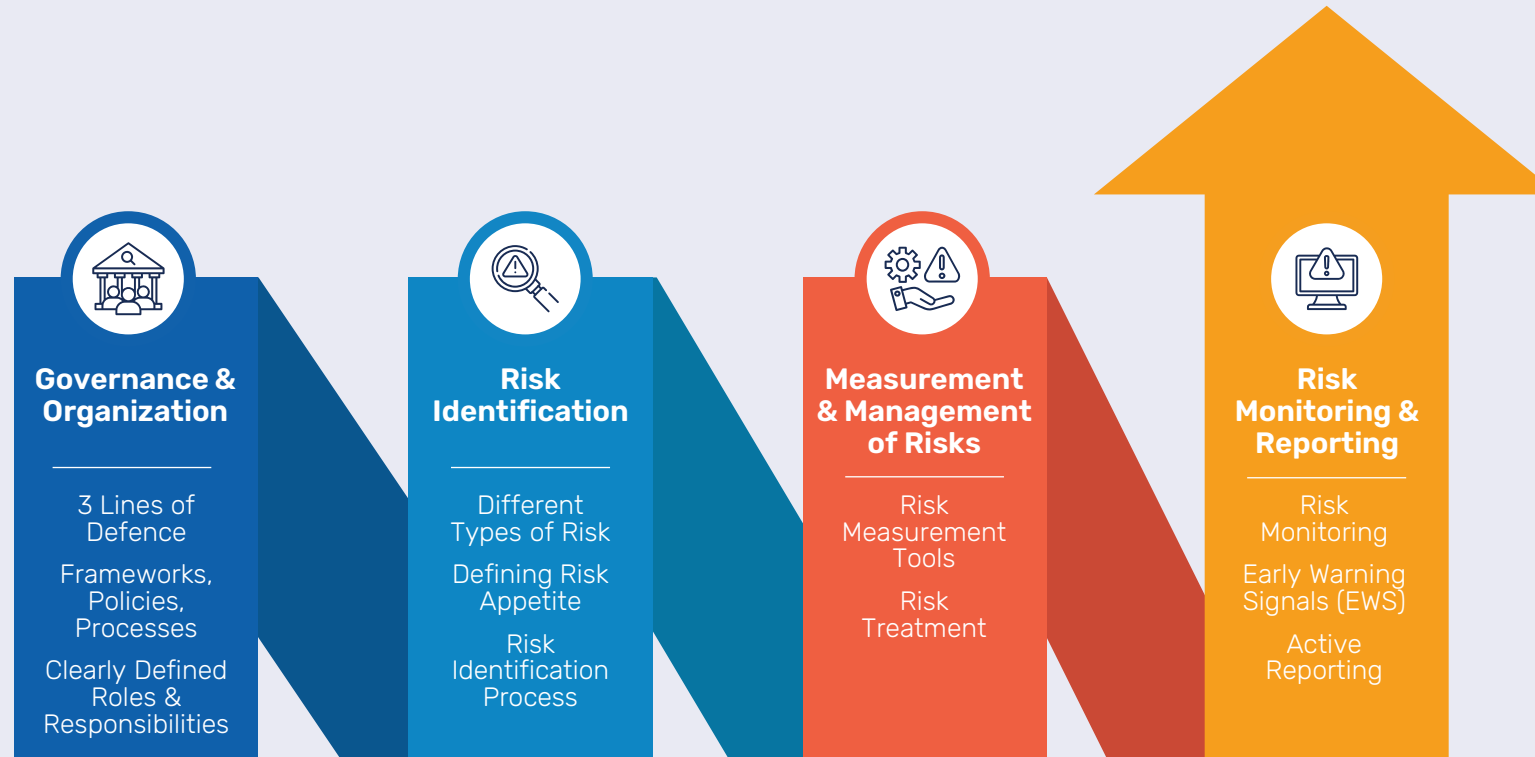 Governance &
Organization
3 Lines of
Defence
Frameworks,
Policies,
Processes
Clearly Defined
Roles &
Responsibilities
Risk
Identification
Different
Types of Risk
Defining Risk
Appetite
Risk
Identification
Process
Measurement
& Management
of Risks
Risk
Measurement
Tools
Risk
Treatment
Risk
Monitoring &
Reporting
Risk
Monitoring
Early Warning
Signals (EWS)
Active
Reporting